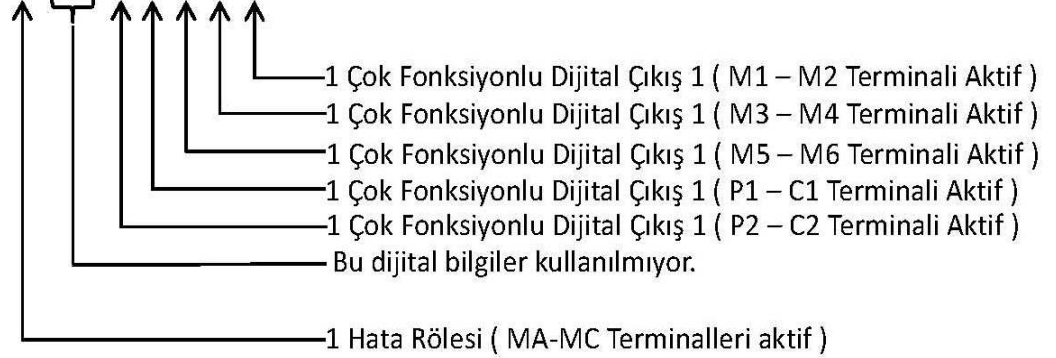 1 Çok Fonksiyonlu Dijital Çıkış 1 ( M1 – M2 Terminali Aktif )
1 Çok Fonksiyonlu Dijital Çıkış 1 ( M3 – M4 Terminali Aktif )
1 Çok Fonksiyonlu Dijital Çıkış 1 ( M5 – M6 Terminali Aktif )
1 Çok Fonksiyonlu Dijital Çıkış 1 ( P1 – C1 Terminali Aktif )
1 Çok Fonksiyonlu Dijital Çıkış 1 ( P2 – C2 Terminali Aktif )
Bu dijital bilgiler kullanılmıyor.
1 Hata Rölesi ( MA-MC Terminalleri aktif )